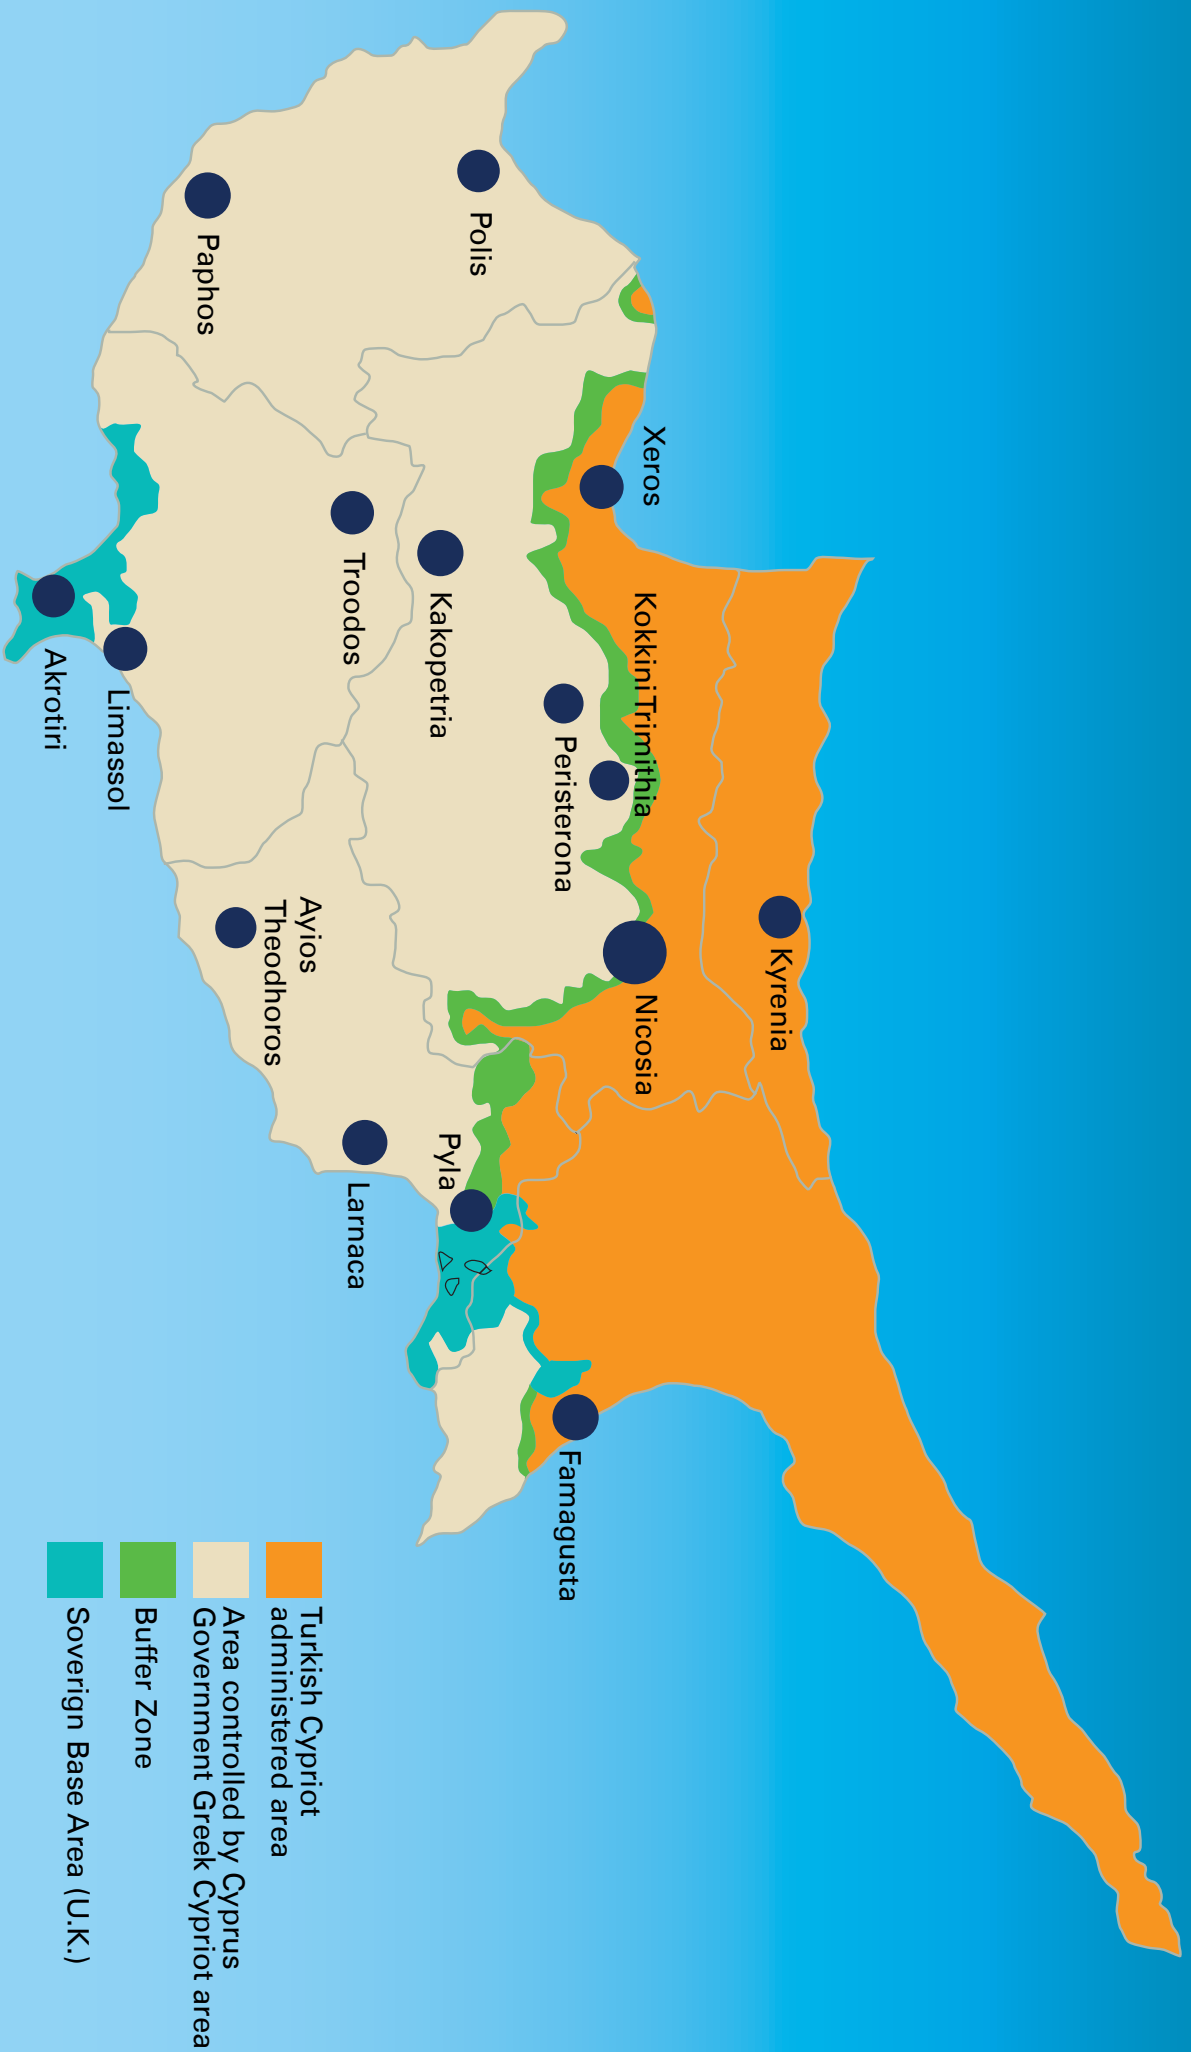 Kyrenia
Xeros
Kokkini Trimithia
Nicosia
Polis
Peristerona
Famagusta
Kakopetria
Pyla
Troodos
Larnaca
Paphos
Ayios
Theodhoros
Limassol
Akrotiri
Turkish Cypriot
administered area
Area controlled by Cyprus
Government Greek Cypriot area
Buffer Zone
Soverign Base Area (U.K.)